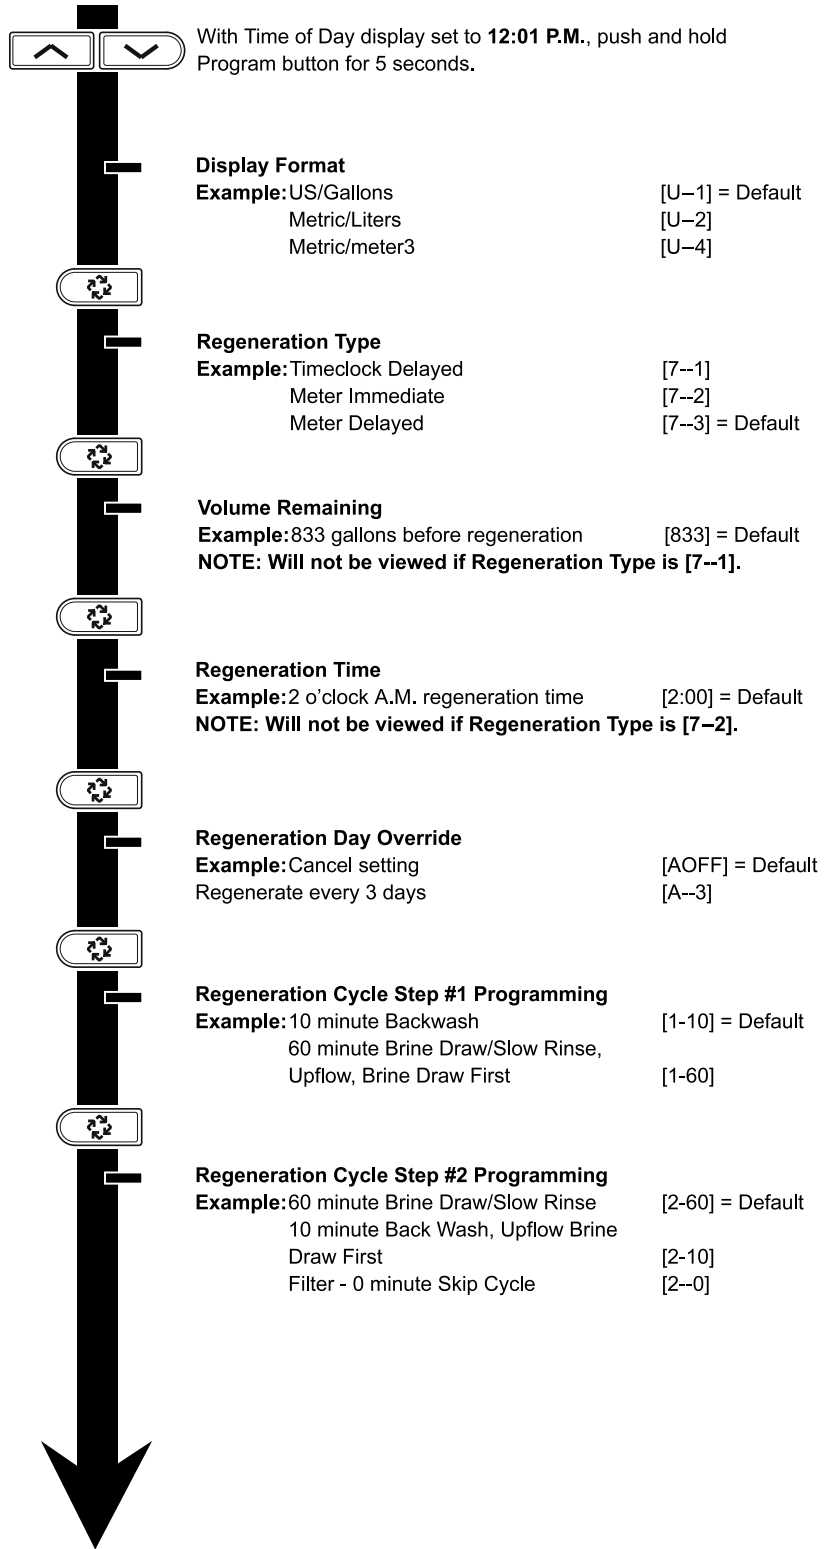 With Time of Day display set to 12:01 P.M., push and hold
Program button for 5 seconds.
Display Format
Example: US/Gallons [U–1] = Default
Metric/Liters [U–2]
Metric/meter3 [U–4]
Regeneration Type
Example: Timeclock Delayed [7--1]
Meter Immediate [7--2]
Meter Delayed [7--3] = Default
Volume Remaining
Example: 833 gallons before regeneration [833] = Default
NOTE: Will not be viewed if Regeneration Type is [7--1].
Regeneration Time
Example: 2 o’clock A.M. regeneration time [2:00] = Default
NOTE: Will not be viewed if Regeneration Type is [7–2].
Regeneration Day Override
Example: Cancel setting [AOFF] = Default
Regenerate every 3 days [A--3]
Regeneration Cycle Step #1 Programming
Example: 10 minute Backwash [1-10] = Default
60 minute Brine Draw/Slow Rinse,
Upflow, Brine Draw First [1-60]
Regeneration Cycle Step #2 Programming
Example: 60 minute Brine Draw/Slow Rinse [2-60] = Default
10 minute Back Wash, Upflow Brine
Draw First [2-10]
Filter - 0 minute Skip Cycle [2--0]